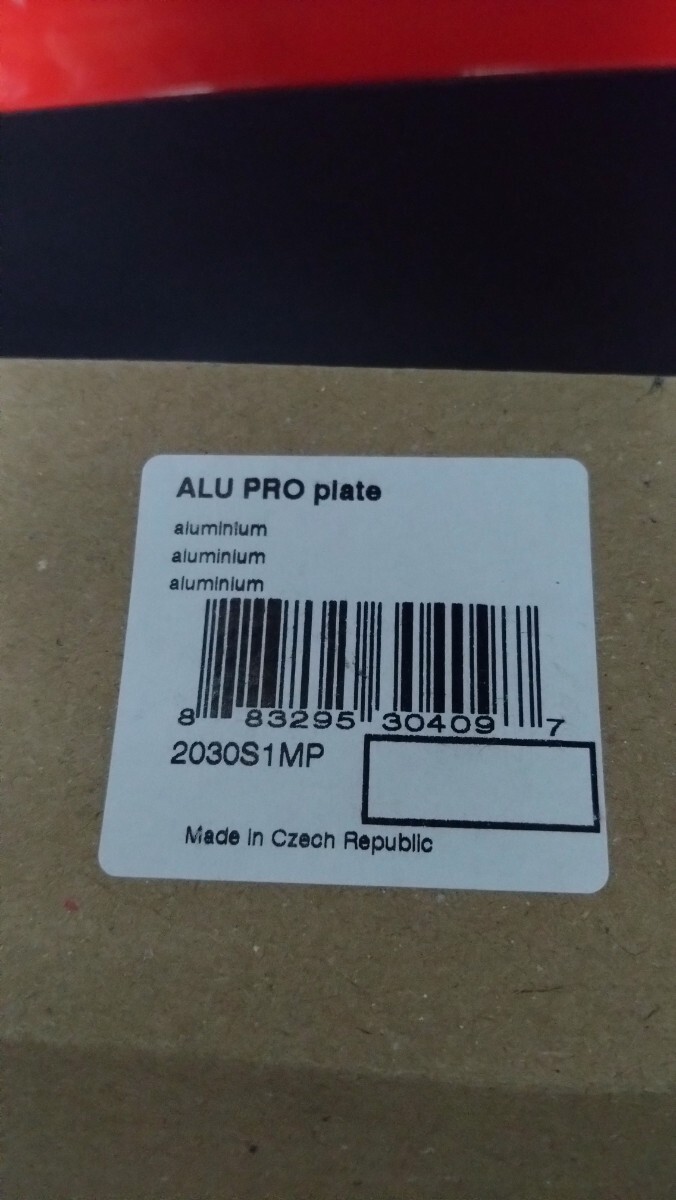 ALU PRO plate
aluminium
aluminium
aluminium
8 83295 30409 7
2030S1MP
Made in Czech Republic